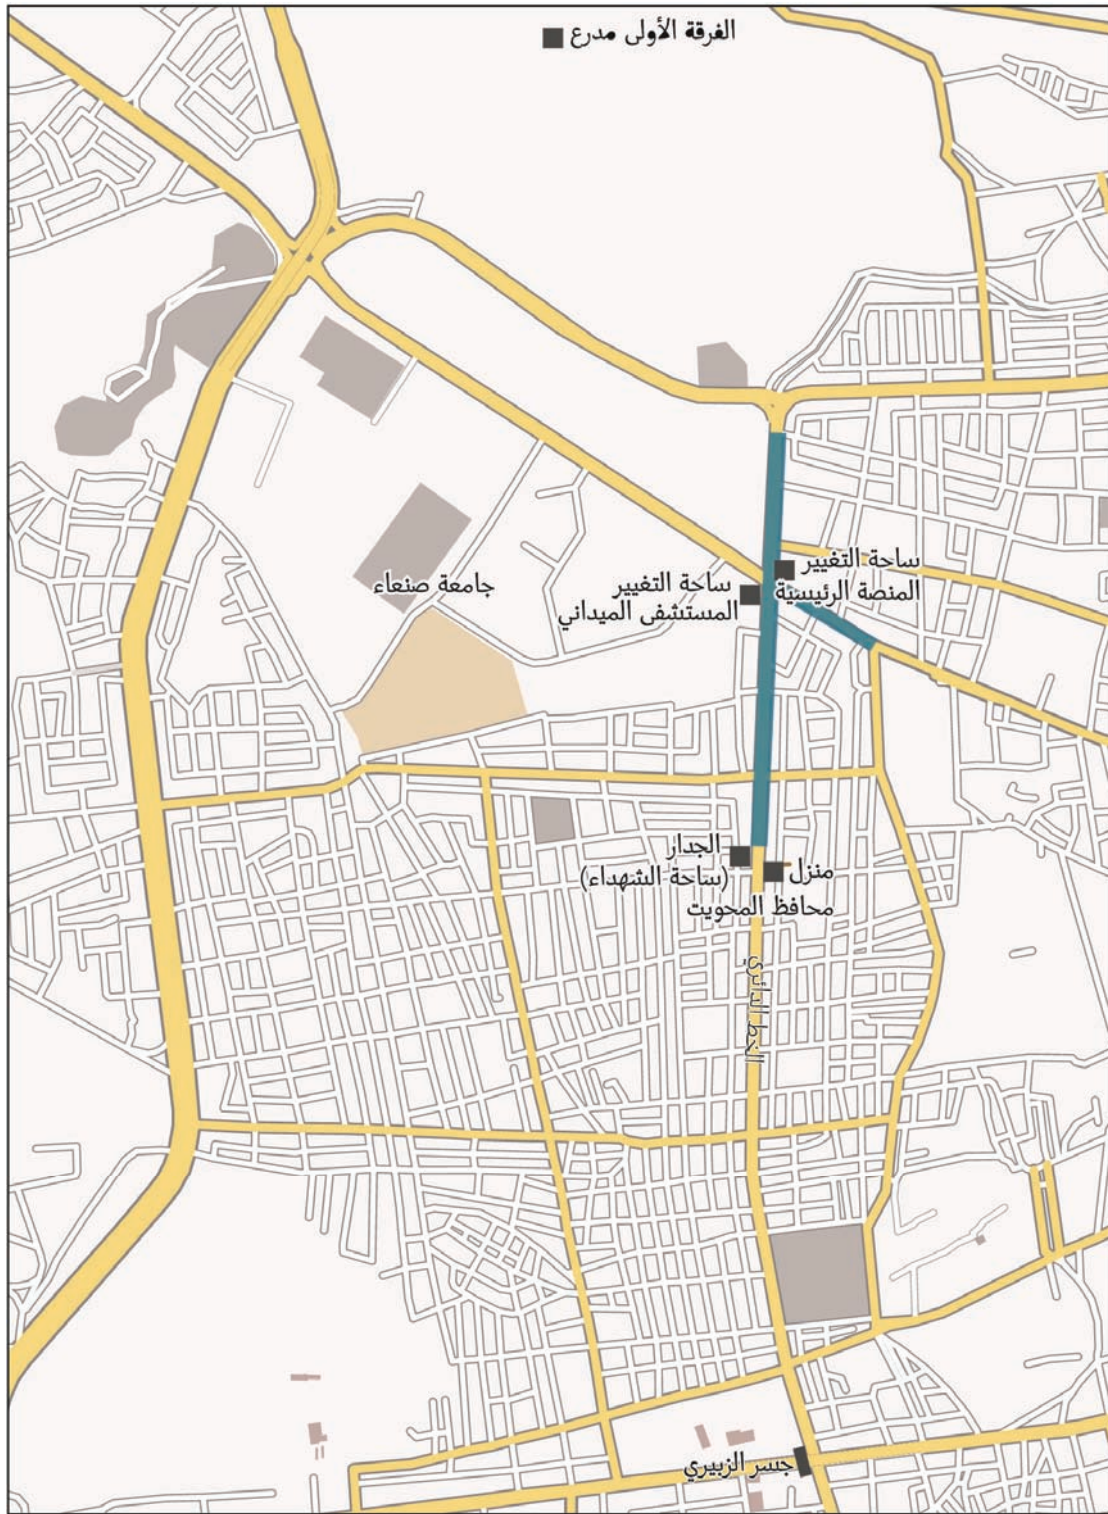 الفرقة الأولى مدرع
ساحة التغيير
المنصة الرئيسية
ساحة التغيير
المستشفى الميداني
جامعة صنعاء
الجدار
(ساحة الشهداء)
منزل
محافظ المحويت
الخط الدائري
جسر الزبيري